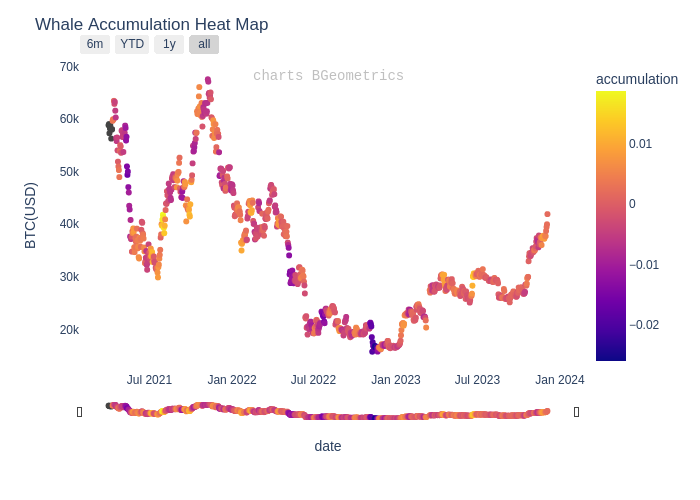 Whale Accumulation Heat Map
6m YTD 1y all
charts BGeometrics
accumulation
70k
60k
50k
40k
30k
20k
BTC(USD)
0.01
0
−0.01
−0.02
Jul 2021 Jan 2022 Jul 2022 Jan 2023 Jul 2023 Jan 2024
date